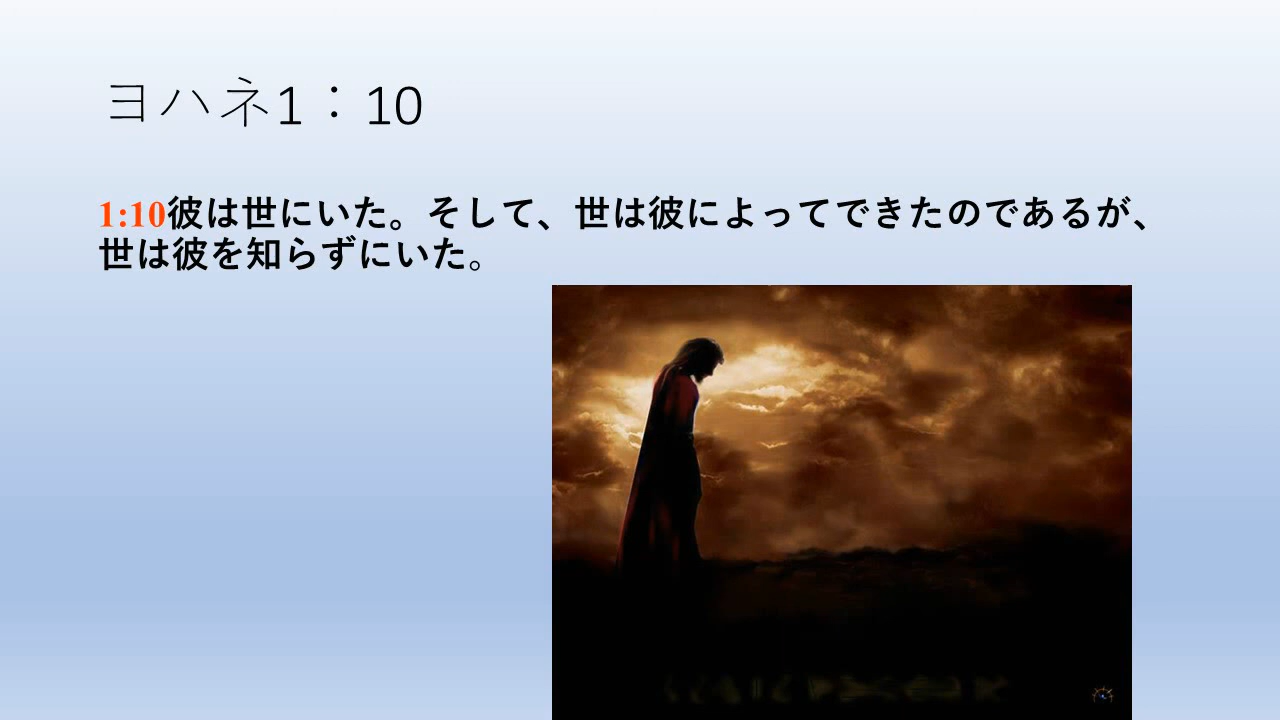 ヨハネ1：10
1:10彼は世にいた。そして、世は彼によってできたのであるが、
世は彼を知らずにいた。